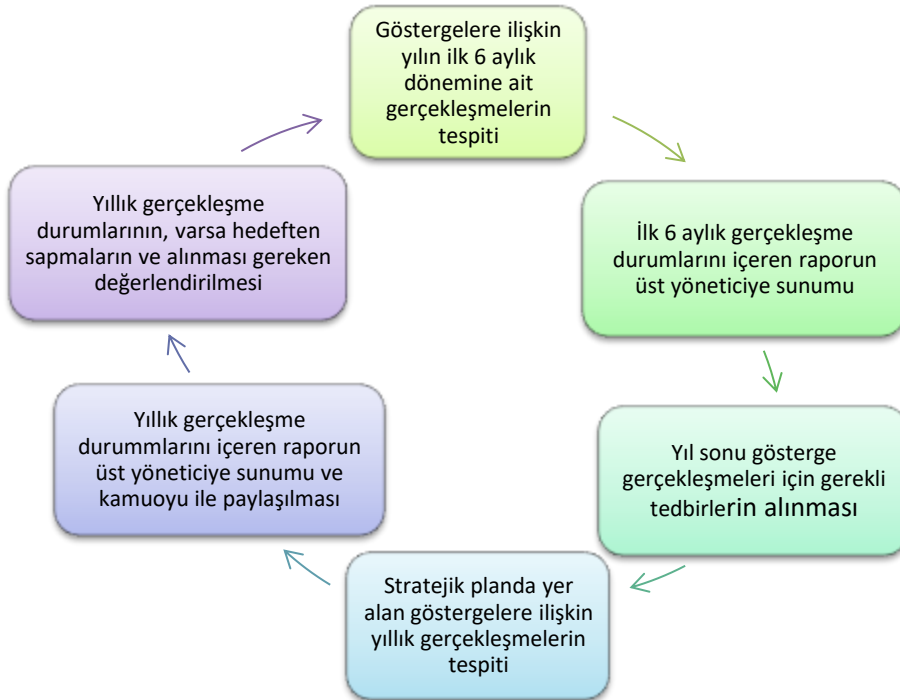 Göstergelere ilişkin
yılın ilk 6 aylık
dönemine ait
gerçekleşmelerin
tespiti
İlk 6 aylık gerçekleşme
durumlarını içeren raporun
üst yöneticiye sunumu
Yıl sonu gösterge
gerçekleşmeleri için gerekli
tedbirlerin alınması
Stratejik planda yer
alan göstergelere ilişkin
yıllık gerçekleşmelerin
tespiti
Yıllık gerçekleşme
durummlarını içeren raporun
üst yöneticiye sunumu ve
kamuoyu ile paylaşılması
Yıllık gerçekleşme
durumlarının, varsa hedeften
sapmaların ve alınması gereken
değerlendirilmesi